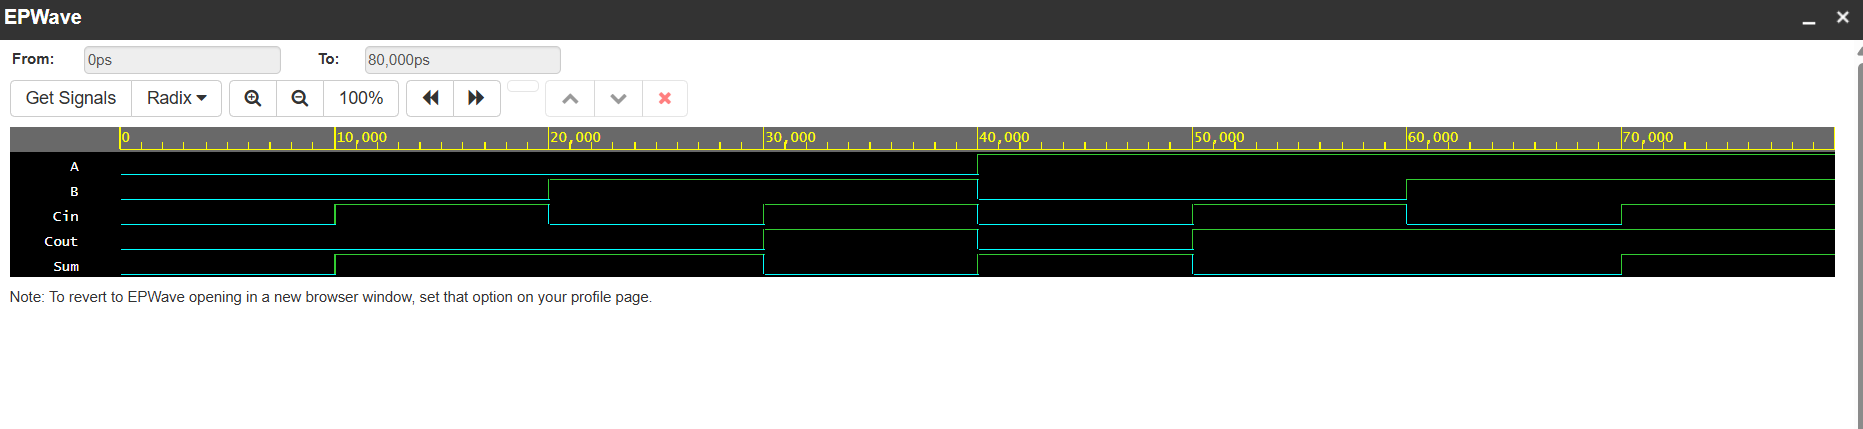 EPWave
From: 0ps To: 80,000ps
Get Signals Radix 100%
0 10,000 20,000 30,000 40,000 50,000 60,000 70,000
A
B
Cin
Cout
Sum
Note: To revert to EPWave opening in a new browser window, set that option on your profile page.